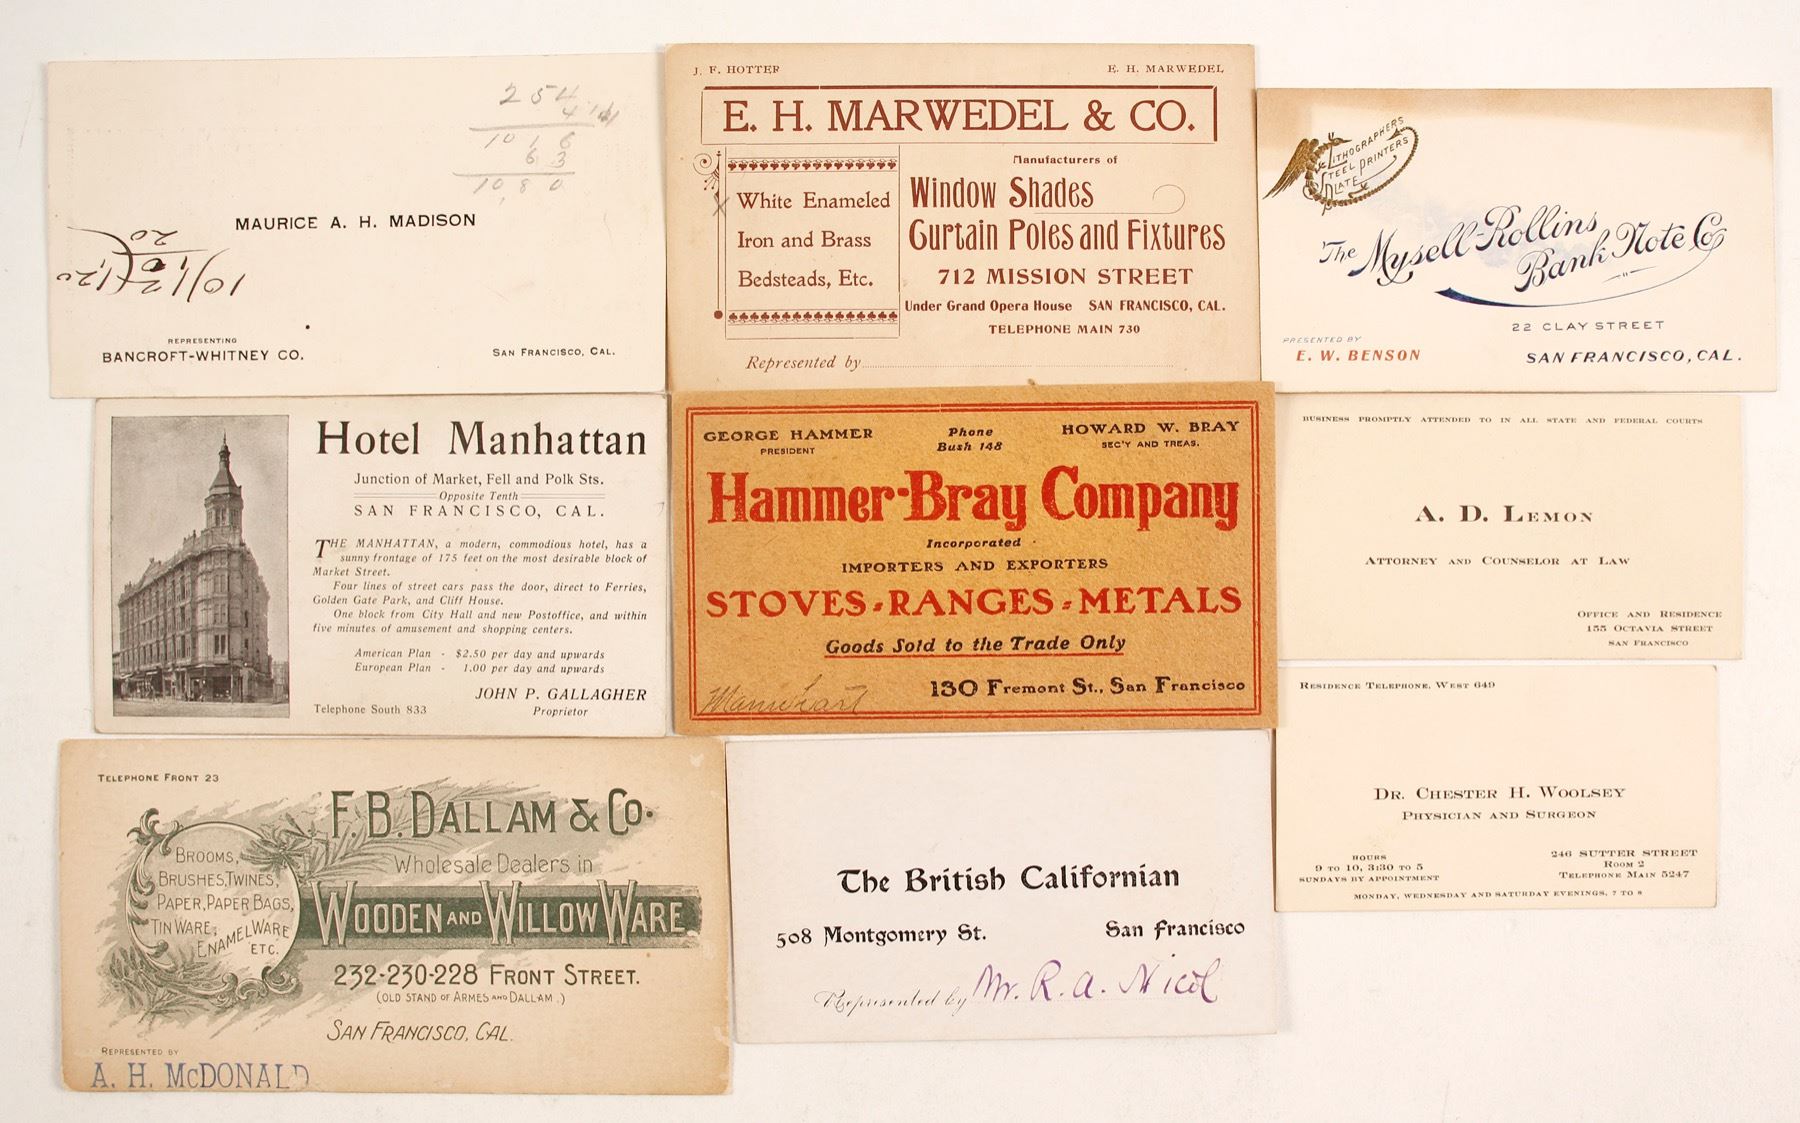 254
4
1016
63
1080
MAURICE A. H. MADISON
10/12/1,20
20
REPRESENTING
BANCROFT-WHITNEY CO.
SAN FRANCISCO, CAL.
J. F. HOTTER
E. H. MARWEDEL
E. H. MARWEDEL & CO.
White Enameled
Iron and Brass
Bedsteads, Etc.
Manufacturers of
Window Shades
Curtain Poles and Fixtures
712 MISSION STREET
Under Grand Opera House SAN FRANCISCO, CAL.
TELEPHONE MAIN 730
Represented by
LITHOGRAPHERS
STEEL PLATE PRINTERS
The Mysell-Rollins
Bank Note Co
22 CLAY STREET
PRESENTED BY
E. W. BENSON
SAN FRANCISCO, CAL.
Hotel Manhattan
Junction of Market, Fell and Polk Sts.
Opposite Tenth
SAN FRANCISCO, CAL.
THE MANHATTAN, a modern, commodious hotel, has a
sunny frontage of 175 feet on the most desirable block of
Market Street.
Four lines of street cars pass the door, direct to Ferries,
Golden Gate Park, and Cliff House.
One block from City Hall and new Postoffice, and within
five minutes of amusement and shopping centers.
American Plan - $2.50 per day and upwards
European Plan - 1.00 per day and upwards
JOHN P. GALLAGHER
Telephone South 833
Proprietor
GEORGE HAMMER
PRESIDENT
Phone
Bush 148
HOWARD W. BRAY
SEC'Y AND TREAS.
Hammer-Bray Company
Incorporated
IMPORTERS AND EXPORTERS
STOVES - RANGES - METALS
Goods Sold to the Trade Only
130 Fremont St., San Francisco
BUSINESS PROMPTLY ATTENDED TO IN ALL STATE AND FEDERAL COURTS
A. D. LEMON
ATTORNEY AND COUNSELOR AT LAW
OFFICE AND RESIDENCE
155 OCTAVIA STREET
SAN FRANCISCO
RESIDENCE TELEPHONE, WEST 649
DR. CHESTER H. WOOLSEY
PHYSICIAN AND SURGEON
HOURS
9 TO 10, 3:30 TO 5
SUNDAYS BY APPOINTMENT
246 SUTTER STREET
ROOM 2
TELEPHONE MAIN 5247
MONDAY, WEDNESDAY AND SATURDAY EVENINGS, 7 TO 8
TELEPHONE FRONT 23
F. B. DALLAM & CO.
Wholesale Dealers in
WOODEN AND WILLOW WARE
BROOMS,
BRUSHES, TWINES,
PAPER, PAPER BAGS,
TIN WARE,
ENAMEL WARE
ETC.
232-230-228 FRONT STREET.
(OLD STAND OF ARMES AND DALLAM.)
SAN FRANCISCO, CAL.
REPRESENTED BY
A. H. McDONALD
The British Californian
508 Montgomery St. San Francisco
Represented by Mr. R. A. Nicol